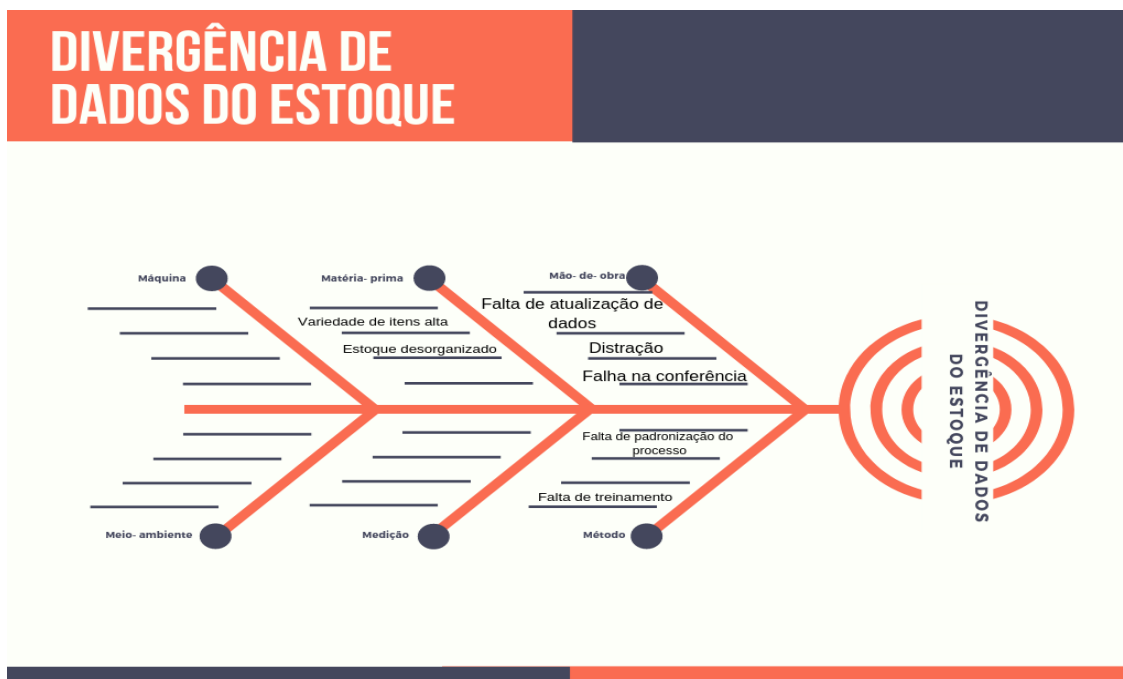 DIVERGÊNCIA DE
DADOS DO ESTOQUE
Máquina
Matéria- prima
Mão- de- obra
Variedade de itens alta
Estoque desorganizado
Falta de atualização de
dados
Distração
Falha na conferência
Falta de padronização do
processo
Falta de treinamento
Meio- ambiente
Medição
Método
DIVERGÊNCIA DE DADOS
DO ESTOQUE